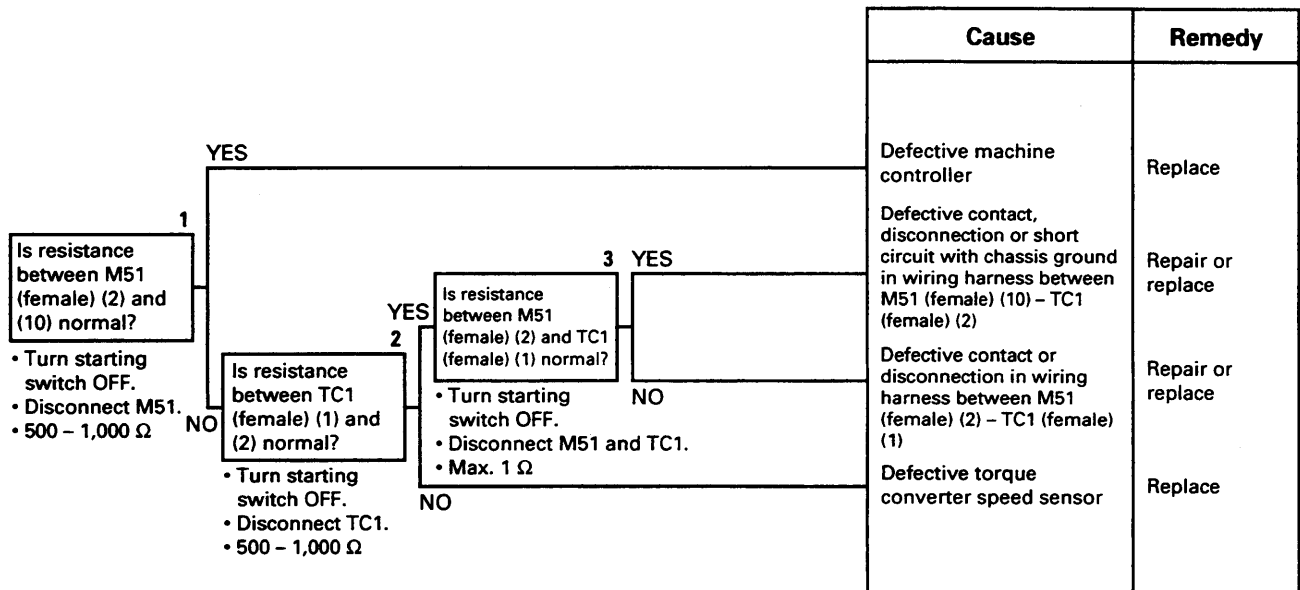 Cause
Remedy
YES
Defective machine
controller
Replace
1
Is resistance
between M51
(female) (2) and
(10) normal?
• Turn starting
switch OFF.
• Disconnect M51.
• 500 – 1,000 Ω
NO
2
Is resistance
between TC1
(female) (1) and
(2) normal?
• Turn starting
switch OFF.
• Disconnect TC1.
• 500 – 1,000 Ω
YES
3
Is resistance
between M51
(female) (2) and TC1
(female) (1) normal?
• Turn starting
switch OFF.
• Disconnect M51 and TC1.
• Max. 1 Ω
YES
Defective contact,
disconnection or short
circuit with chassis ground
in wiring harness between
M51 (female) (10) – TC1
(female) (2)
Repair or
replace
NO
Defective contact or
disconnection in wiring
harness between M51
(female) (2) – TC1 (female)
(1)
Repair or
replace
NO
Defective torque
converter speed sensor
Replace